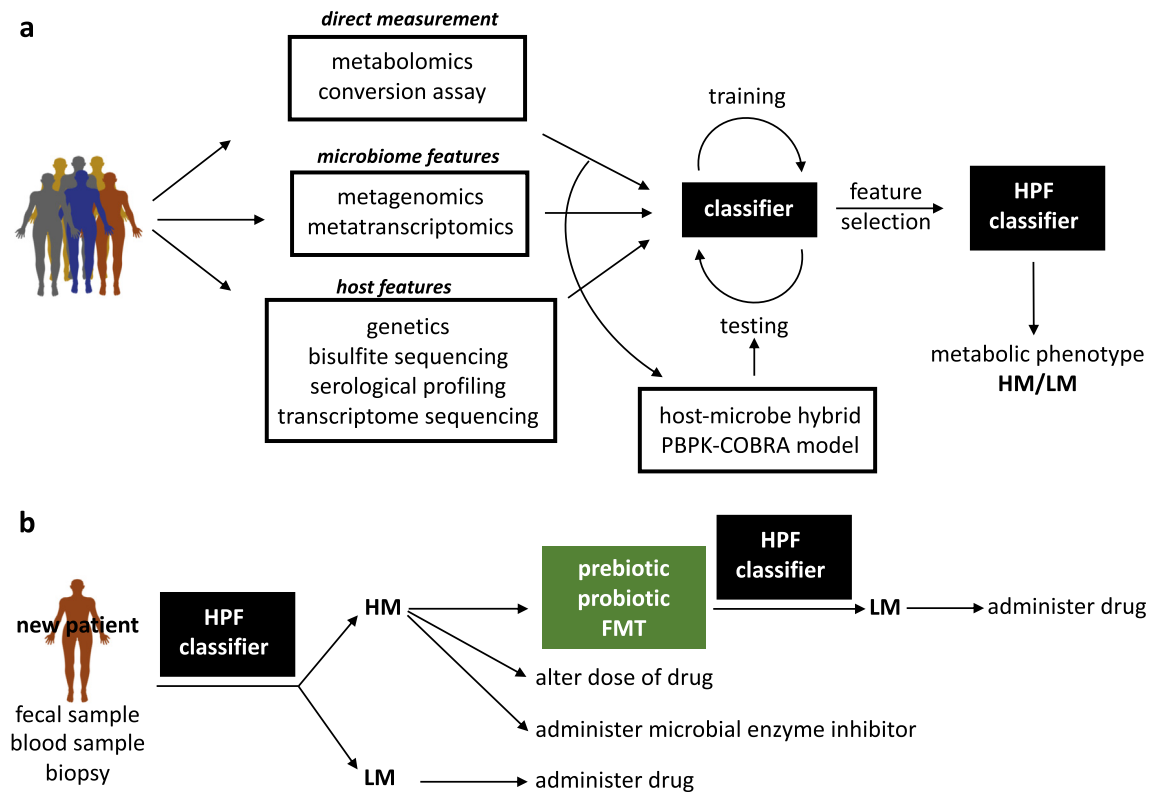 a
direct measurement
metabolomics
conversion assay
microbiome features
metagenomics
metatranscriptomics
host features
genetics
bisulfite sequencing
serological profiling
transcriptome sequencing
training
classifier
testing
host-microbe hybrid
PBPK-COBRA model
feature
selection
HPF
classifier
metabolic phenotype
HM/LM
b
new patient
fecal sample
blood sample
biopsy
HPF
classifier
HM
prebiotic
probiotic
FMT
HPF
classifier
LM
administer drug
alter dose of drug
administer microbial enzyme inhibitor
LM
administer drug